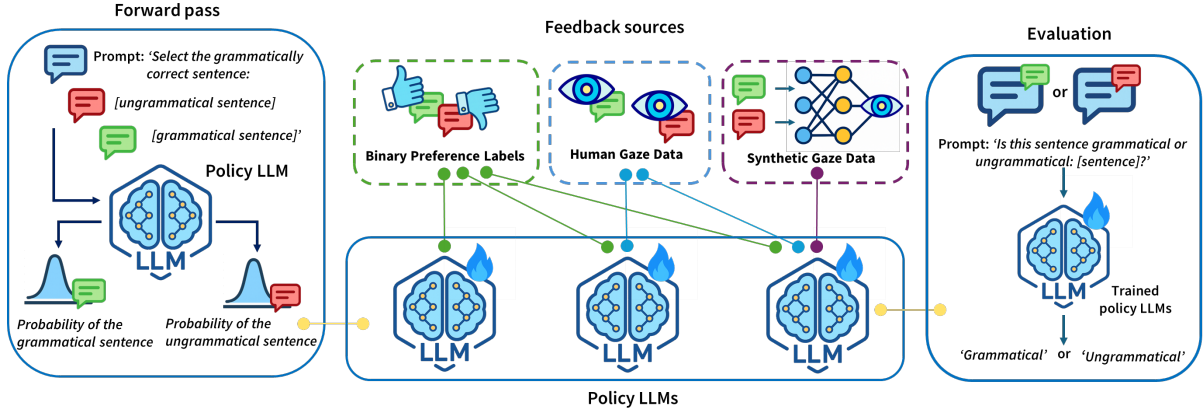 Forward pass
Prompt: ‘Select the grammatically
correct sentence:
[ungrammatical sentence]
[grammatical sentence]’
Policy LLM
LLM
Probability of the
grammatical sentence
Probability of the
ungrammatical sentence
Feedback sources
Binary Preference Labels
Human Gaze Data
Synthetic Gaze Data
LLM
LLM
LLM
Policy LLMs
Evaluation
or
Prompt: ‘Is this sentence grammatical or
ungrammatical: [sentence]?’
LLM
Trained
policy LLMs
‘Grammatical’ or ‘Ungrammatical’